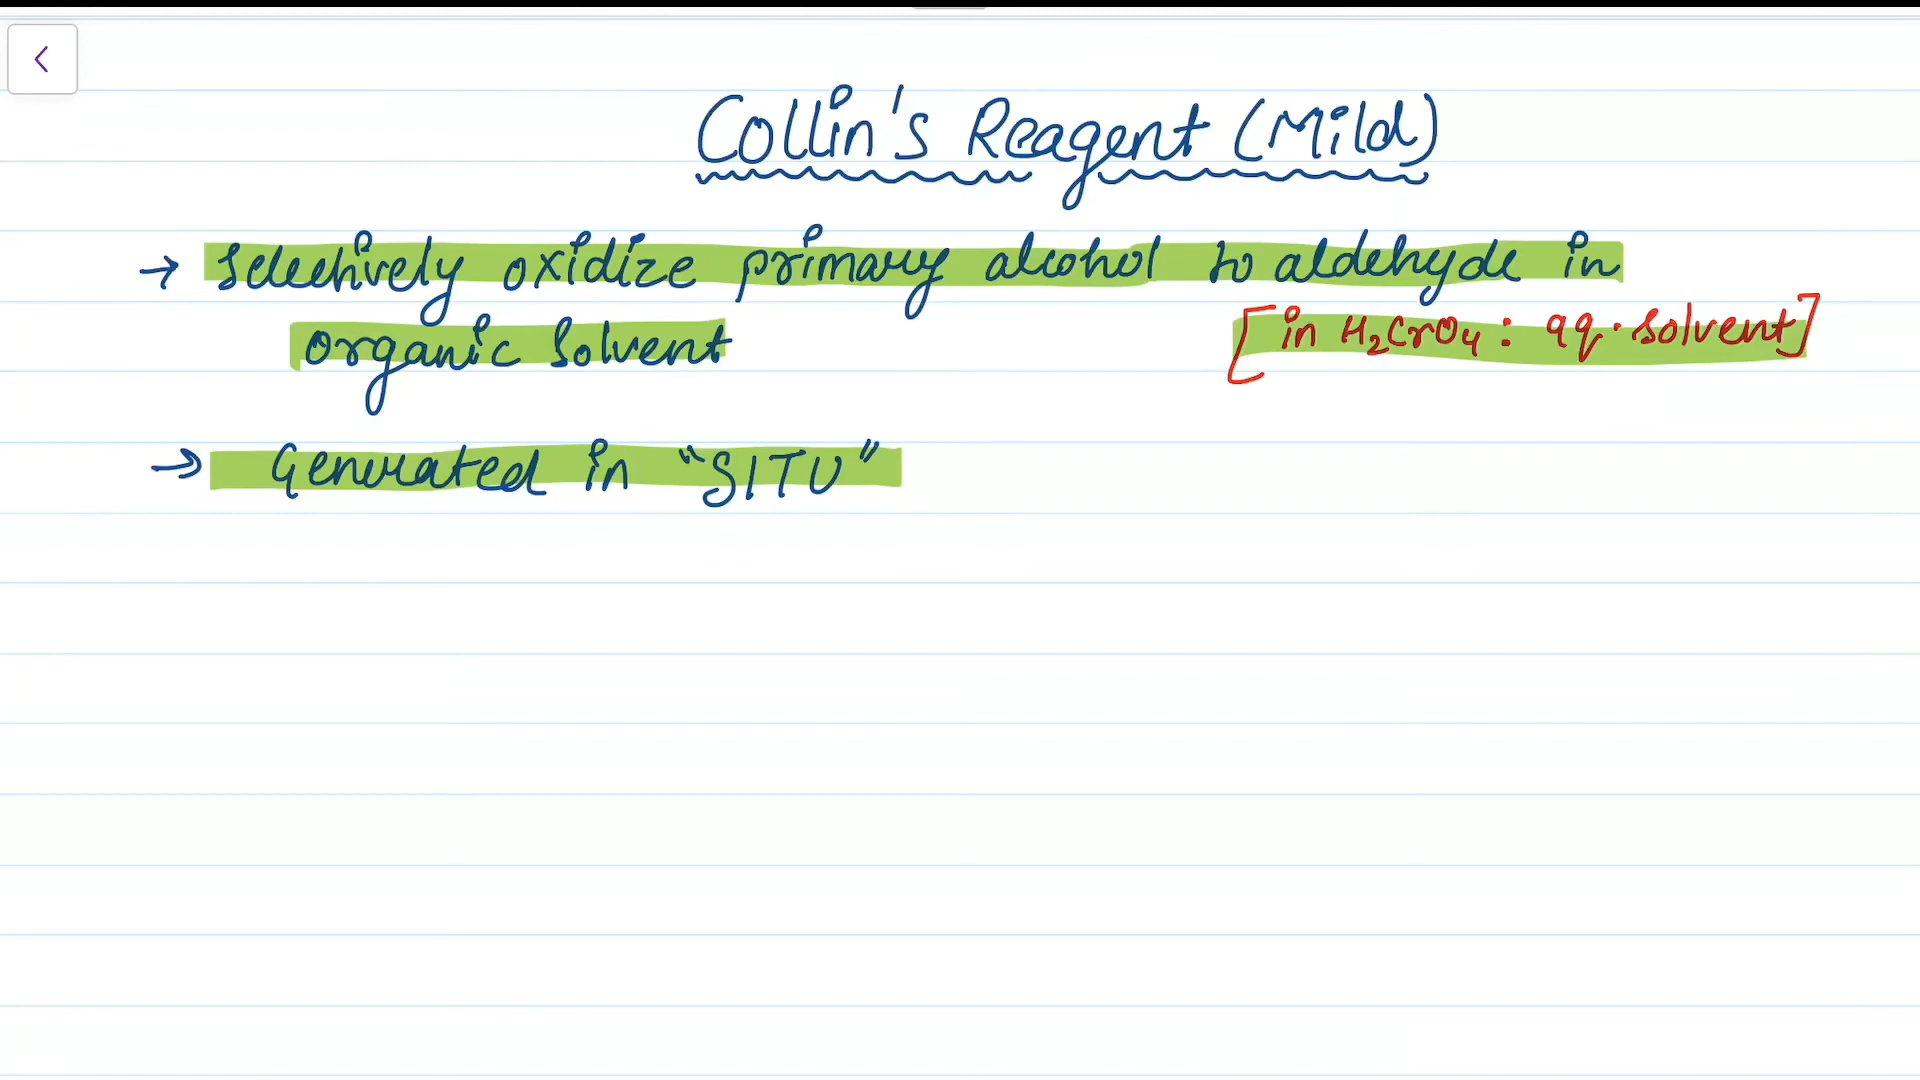 Collin's Reagent (Mild)
→ Selectively oxidize primary alcohol to aldehyde in
organic solvent
[in H₂CrO₄ : aq. solvent]
→ Generated in "SITU"